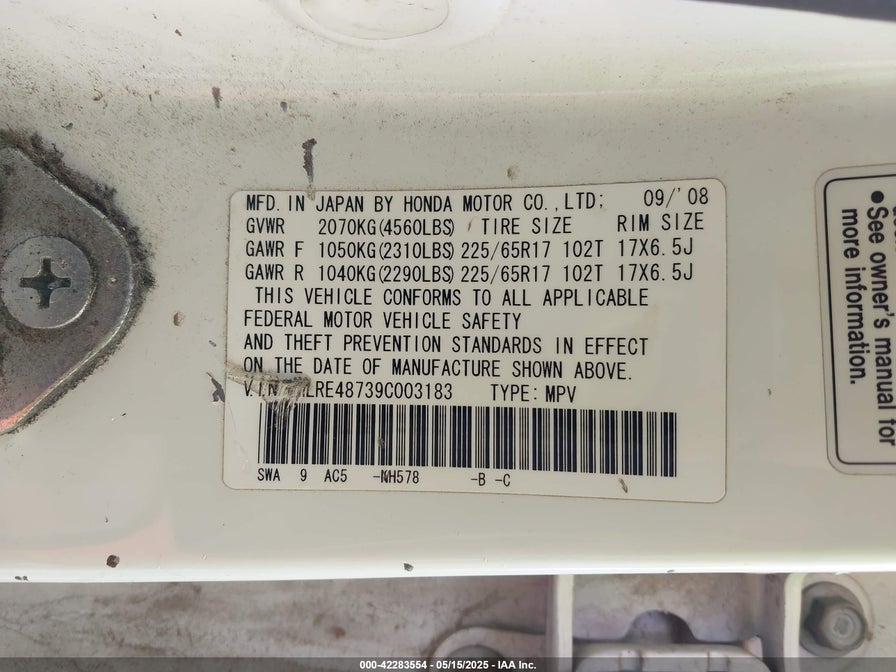 MFD. IN JAPAN BY HONDA MOTOR CO.,LTD; 09/'08
GVWR 2070KG(4560LBS) TIRE SIZE RIM SIZE
GAWR F 1050KG(2310LBS) 225/65R17 102T 17X6.5J
GAWR R 1040KG(2290LBS) 225/65R17 102T 17X6.5J
THIS VEHICLE CONFORMS TO ALL APPLICABLE
FEDERAL MOTOR VEHICLE SAFETY
AND THEFT PREVENTION STANDARDS IN EFFECT
ON THE DATE OF MANUFACTURE SHOWN ABOVE.
V.I.N LRE48739C003183 TYPE: MPV
SWA 9 AC5 -NH578 -B -C
●See owner's manual for
more information.
000-42283554 - 05/15/2025 - IAA Inc.